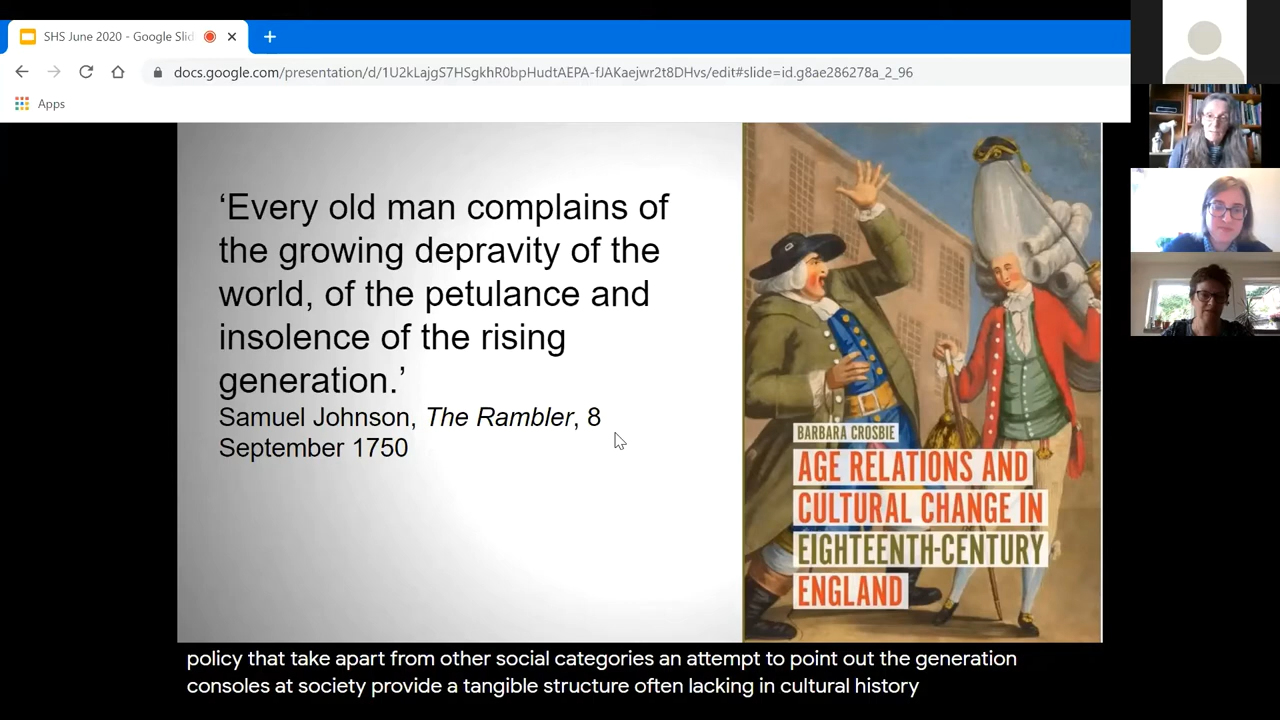 SHS June 2020 - Google Slid
docs.google.com/presentation/d/1U2kLajgS7HSgkhR0bpHudtAEPA-fJAKaejwr2t8DHvs/edit#slide=id.g8ae286278a_2_96
Apps
‘Every old man complains of
the growing depravity of the
world, of the petulance and
insolence of the rising
generation.’
Samuel Johnson, The Rambler, 8
September 1750
BARBARA CROSBIE
AGE RELATIONS AND
CULTURAL CHANGE IN
EIGHTEENTH-CENTURY
ENGLAND
policy that take apart from other social categories an attempt to point out the generation
consoles at society provide a tangible structure often lacking in cultural history